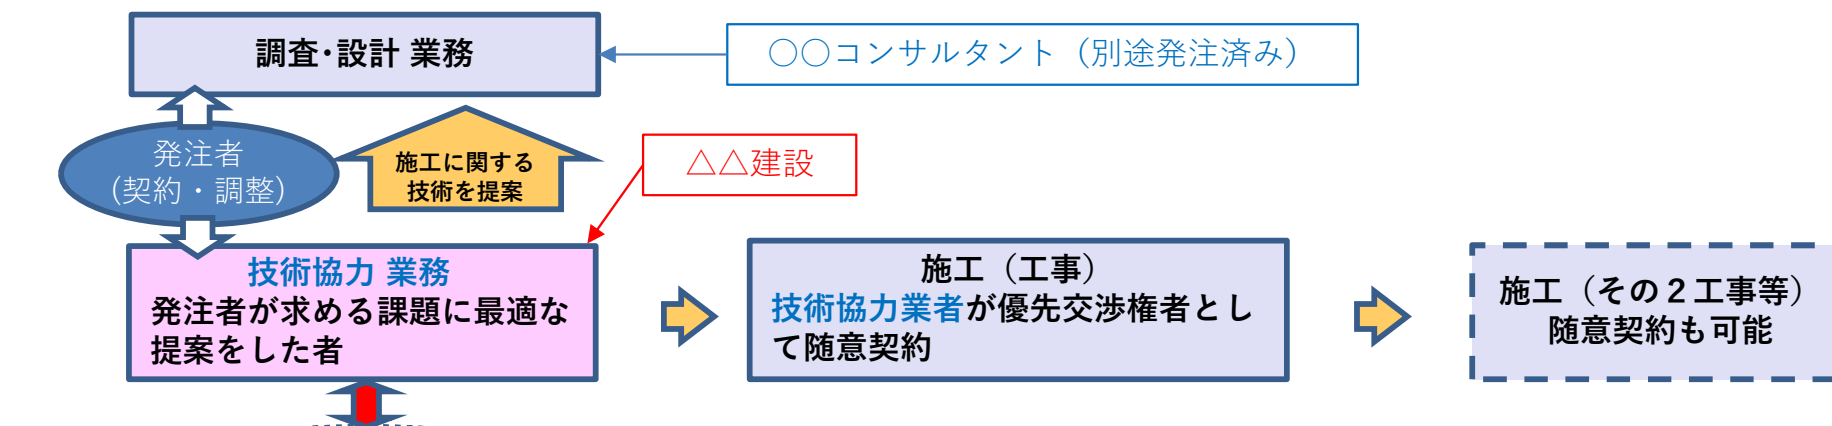 調査･設計 業務
○○コンサルタント（別途発注済み）
発注者
（契約・調整）
施工に関する
技術を提案
△△建設
技術協力 業務
発注者が求める課題に最適な
提案をした者
施工（工事）
技術協力業者が優先交渉権者とし
て随意契約
施工（その２工事等）
随意契約も可能